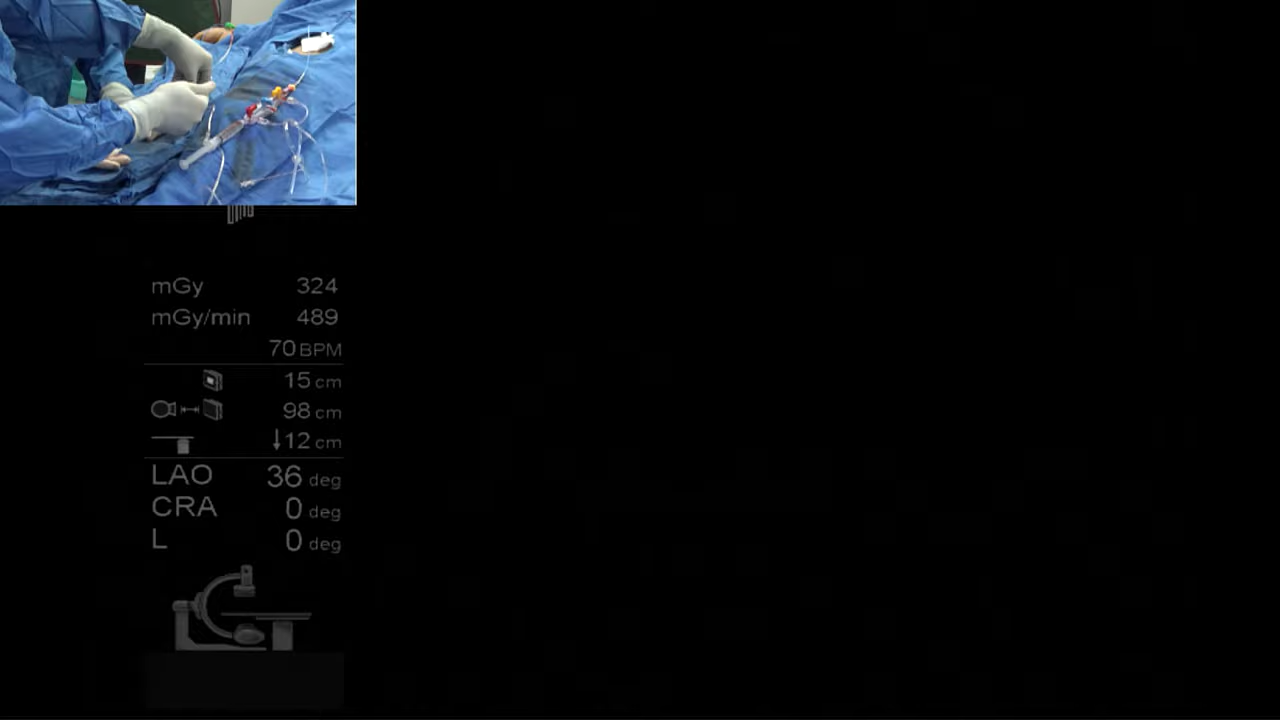 mGy 324
mGy/min 489
70 BPM
15 cm
98 cm
↓12 cm
LAO 36 deg
CRA 0 deg
L 0 deg